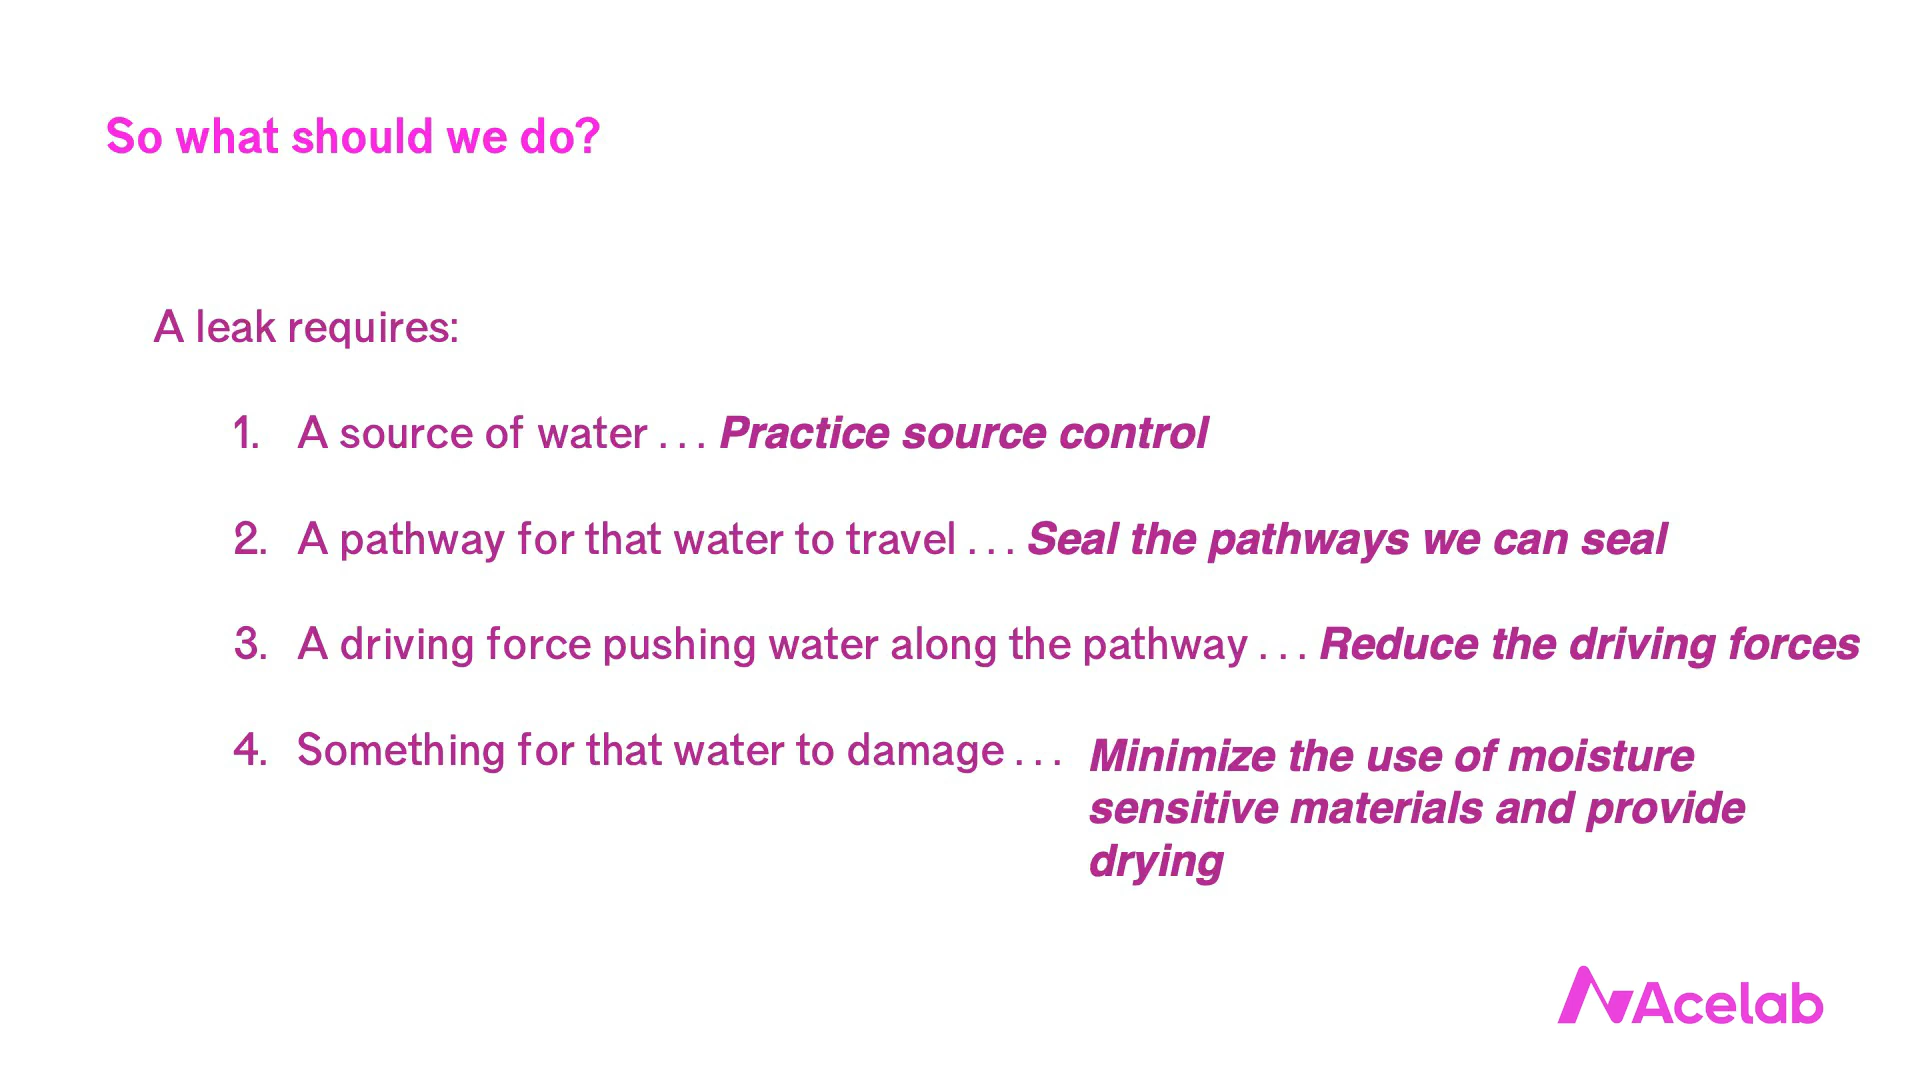 So what should we do?
A leak requires:
1. A source of water . . . Practice source control
2. A pathway for that water to travel . . . Seal the pathways we can seal
3. A driving force pushing water along the pathway . . . Reduce the driving forces
4. Something for that water to damage . . . Minimize the use of moisture
sensitive materials and provide
drying
Acelab